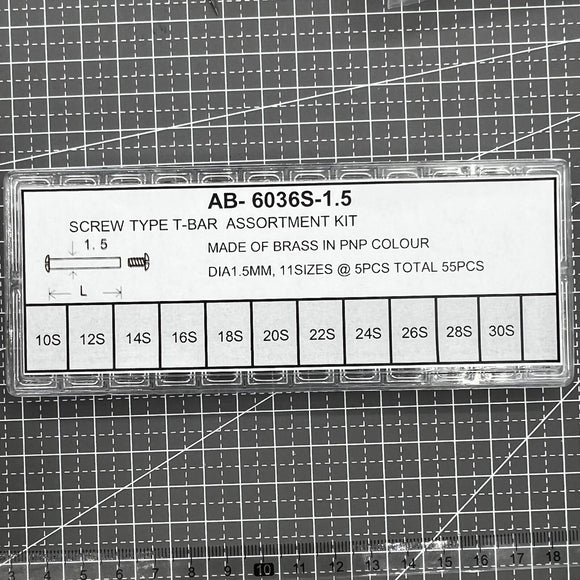 AB- 6036S-1.5
SCREW TYPE T-BAR ASSORTMENT KIT
1. 5
MADE OF BRASS IN PNP COLOUR
DIA1.5MM, 11SIZES @ 5PCS TOTAL 55PCS
L
10S 12S 14S 16S 18S 20S 22S 24S 26S 28S 30S
3 4 5 6 7 8 9 10 11 12 13 14 15 16 17 18